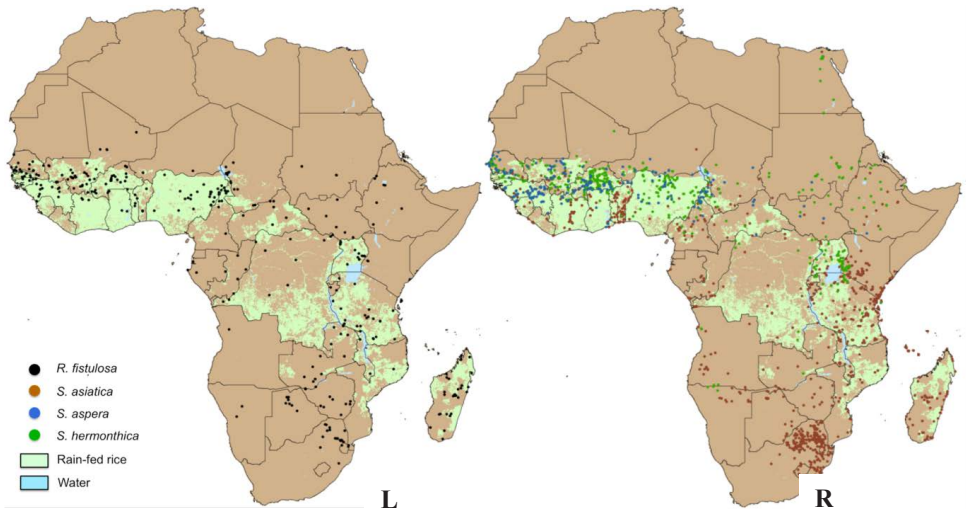 R. fistulosa
S. asiatica
S. aspera
S. hermonthica
Rain-fed rice
Water
L
R